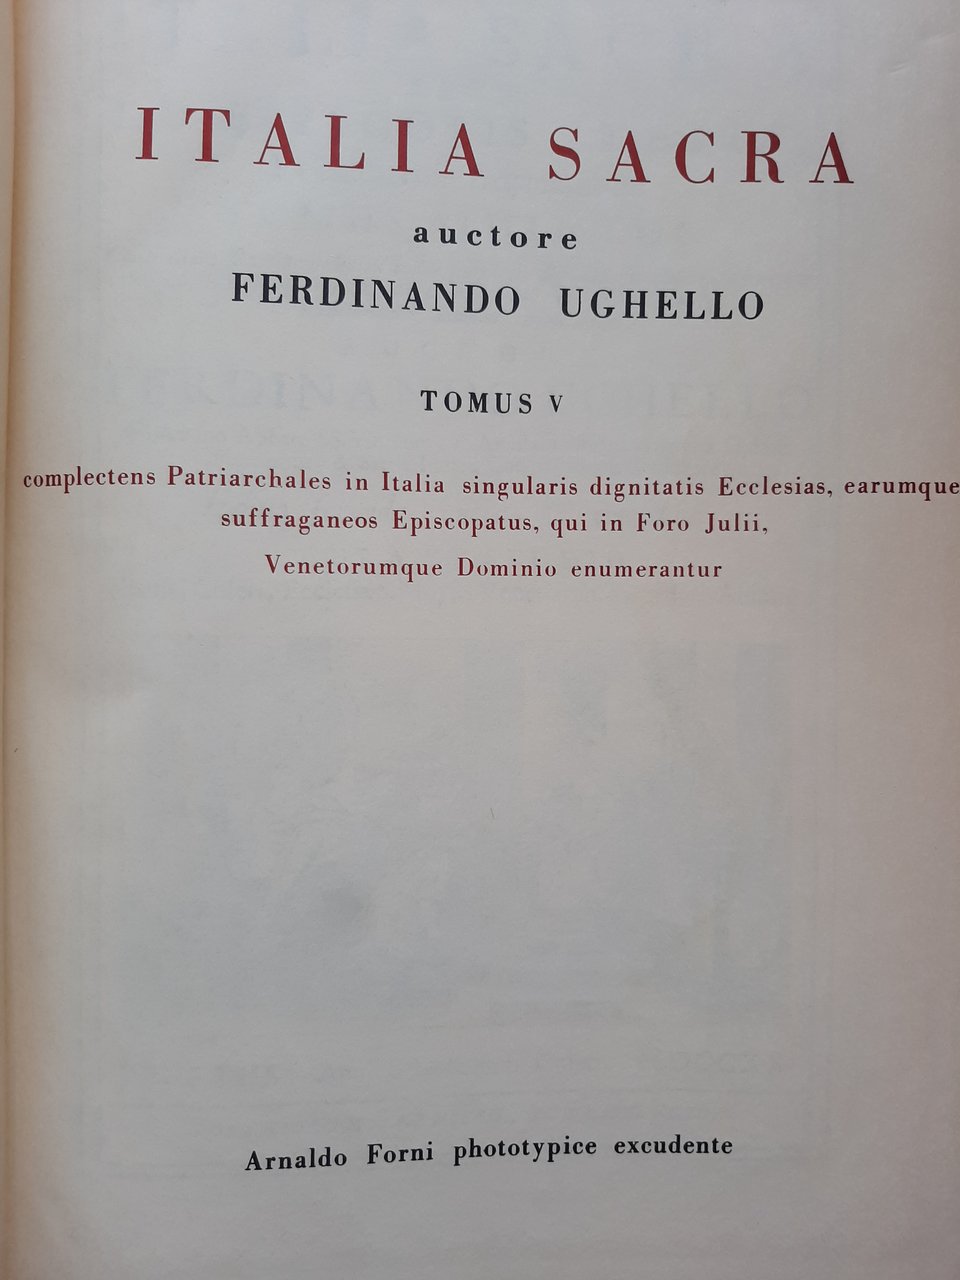 ITALIA SACRA
auctore
FERDINANDO UGHELLO
TOMUS V
complectens Patriarchales in Italia singularis dignitatis Ecclesias, earumque
suffraganeos Episcopatus, qui in Foro Julii,
Venetorumque Dominio enumerantur
Arnaldo Forni phototypice excudente